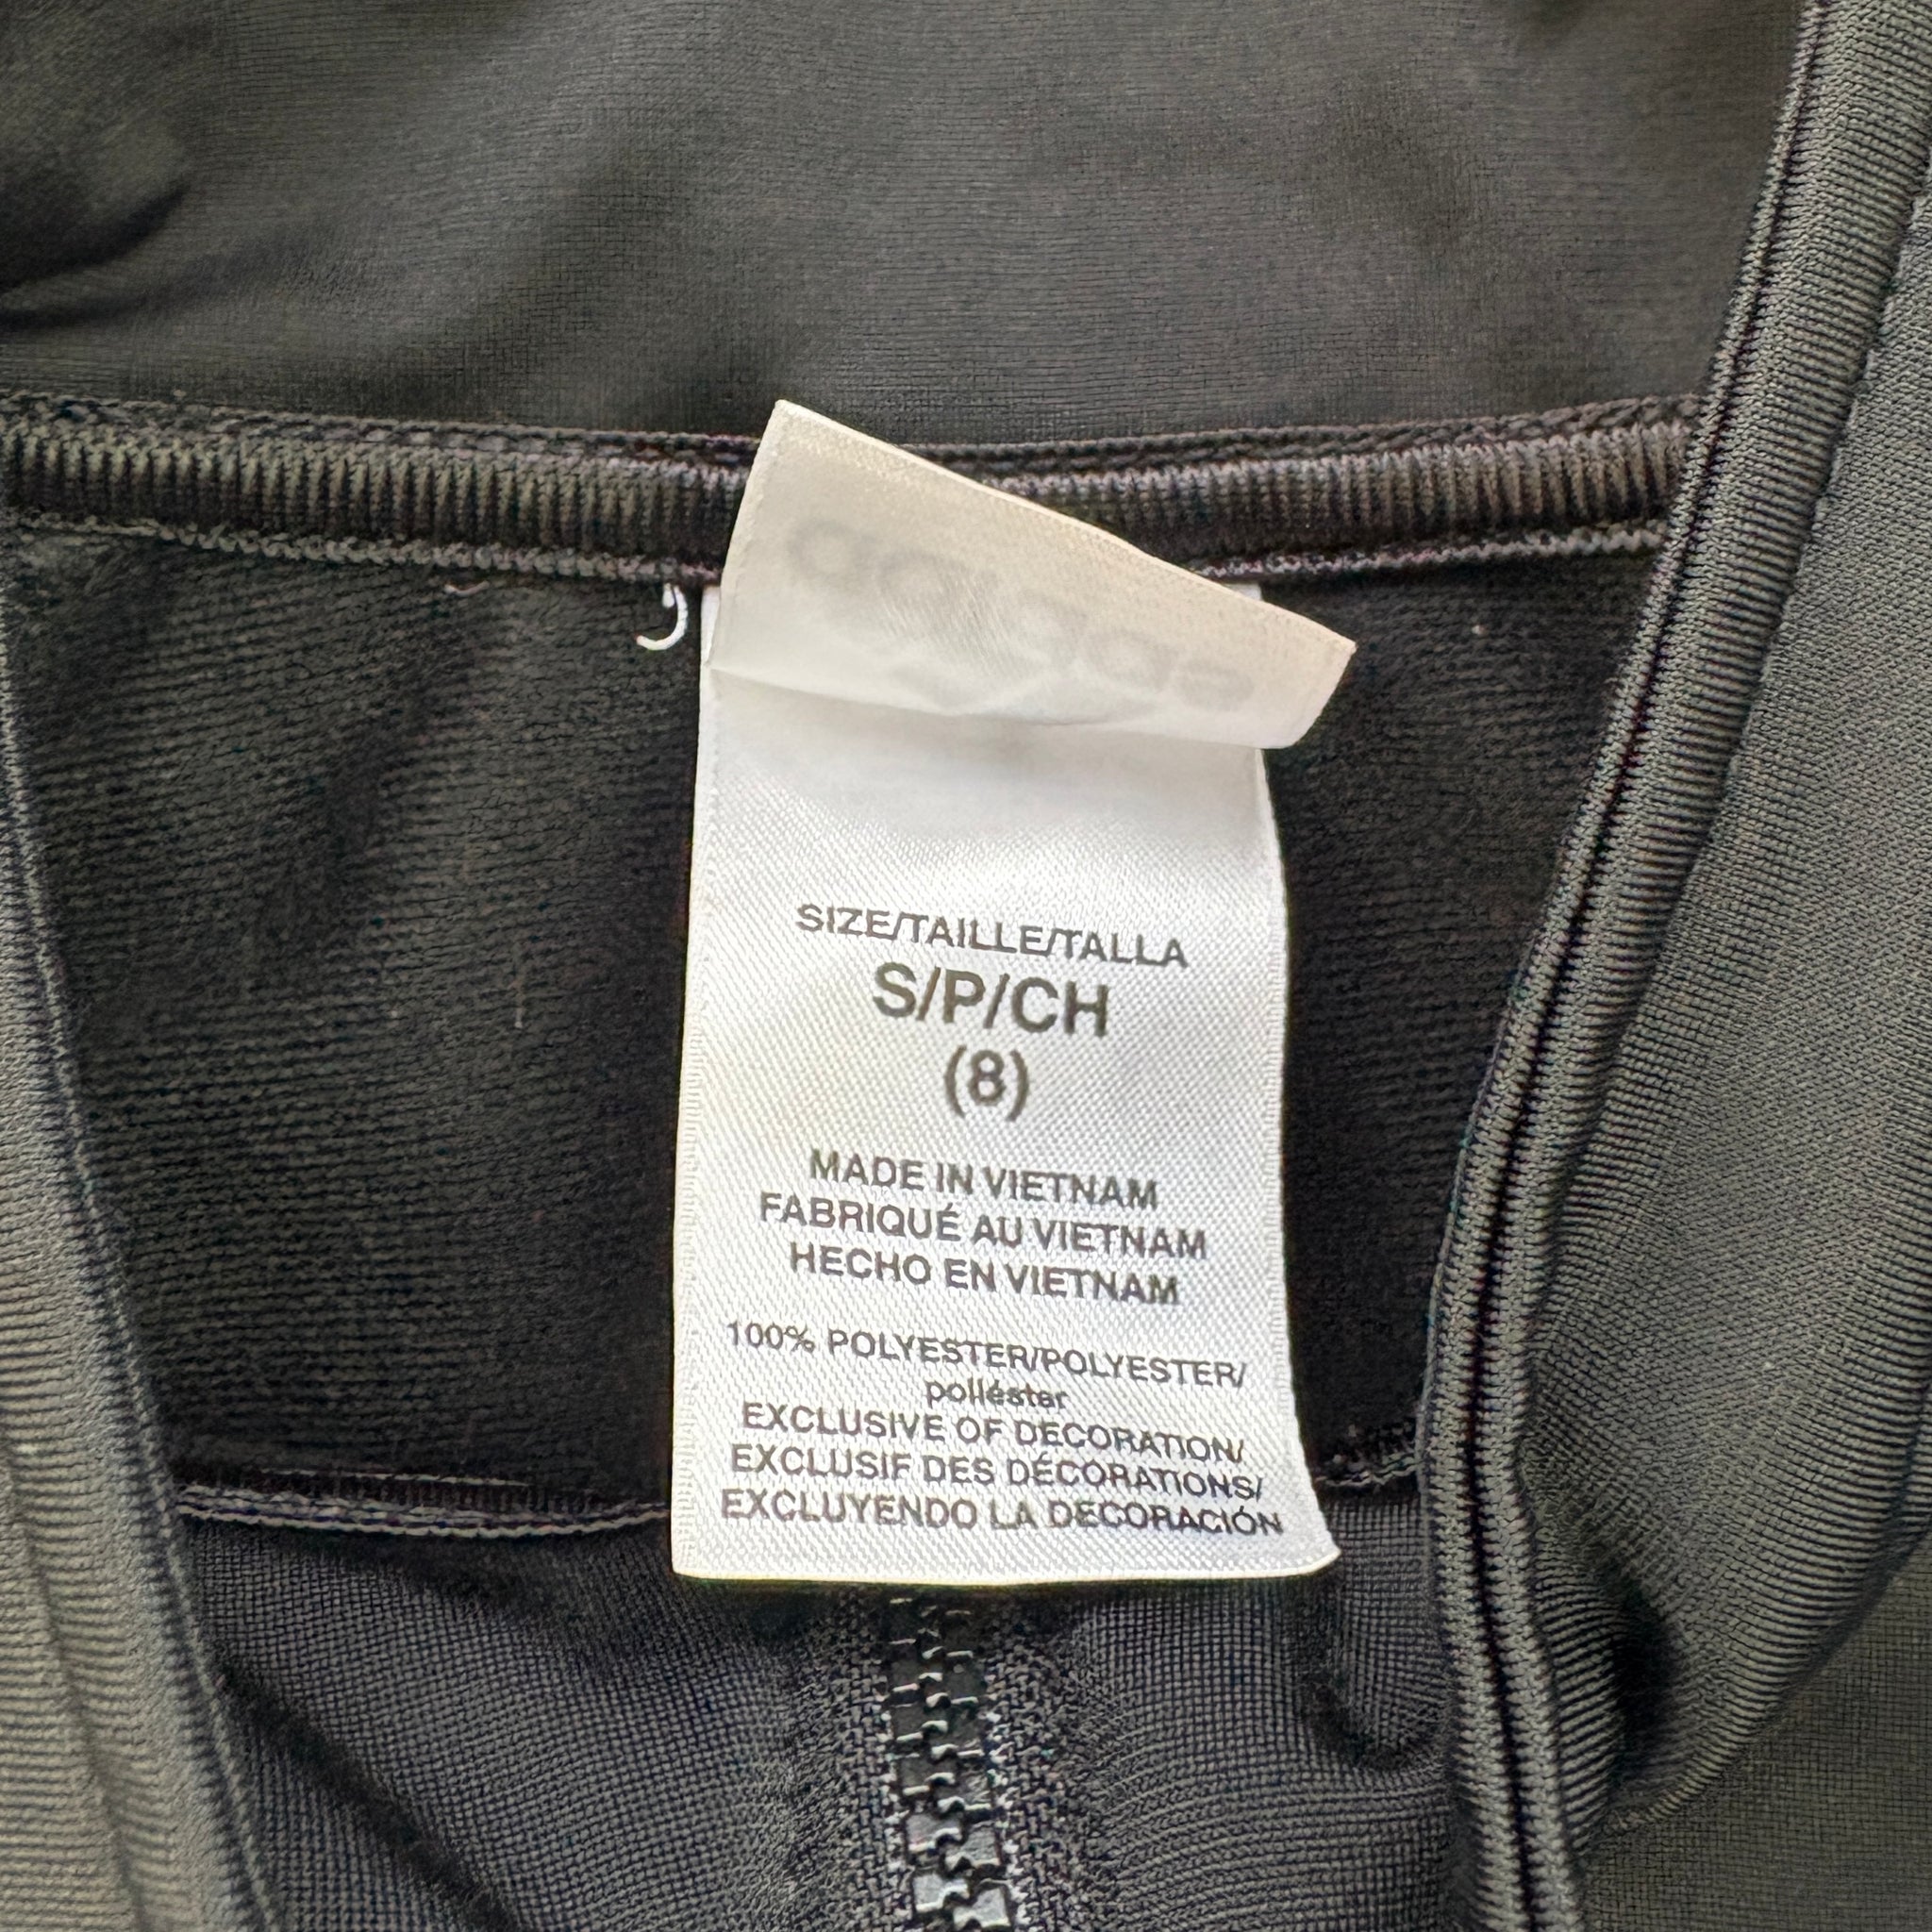 adidas
SIZE/TAILLE/TALLA
S/P/CH
(8)
MADE IN VIETNAM
FABRIQUÉ AU VIETNAM
HECHO EN VIETNAM
100% POLYESTER/POLYESTER/
poliéster
EXCLUSIVE OF DECORATION/
EXCLUSIF DES DÉCORATIONS/
EXCLUYENDO LA DECORACIÓN